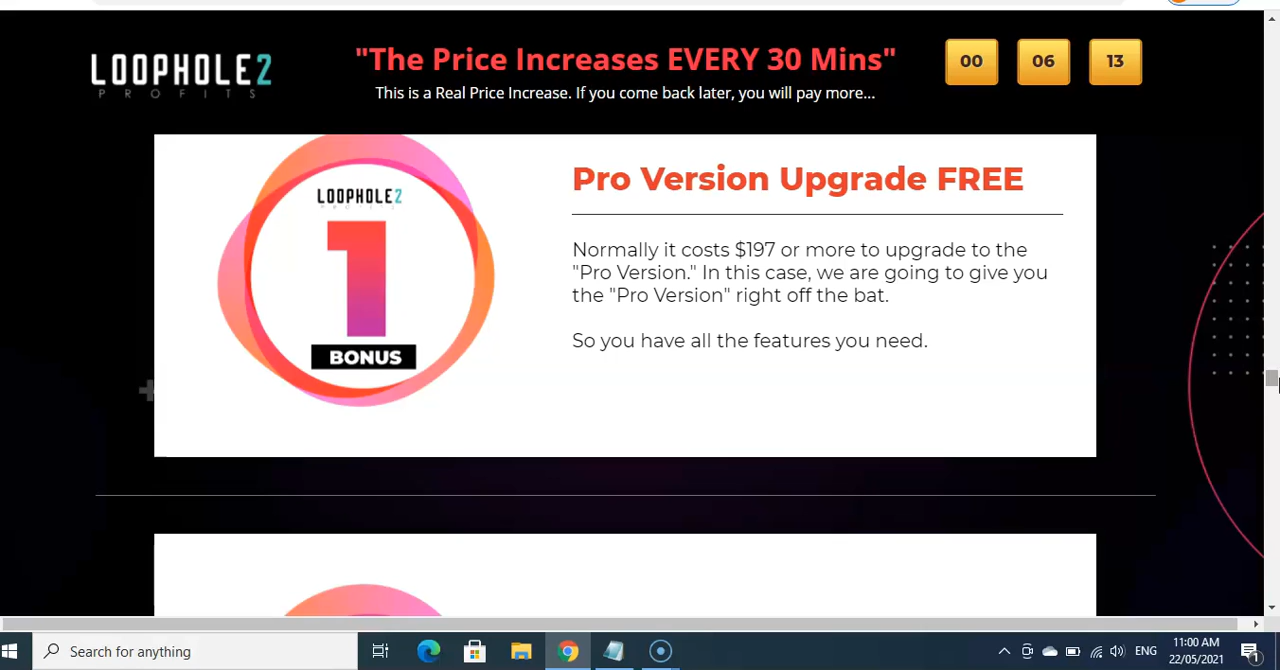 LOOPHOLE2
PROFITS
"The Price Increases EVERY 30 Mins"
This is a Real Price Increase. If you come back later, you will pay more...
00 06 13
LOOPHOLE2
1
BONUS
Pro Version Upgrade FREE
Normally it costs $197 or more to upgrade to the
"Pro Version." In this case, we are going to give you
the "Pro Version" right off the bat.
So you have all the features you need.
Search for anything
ENG
11:00 AM
22/05/2021
1